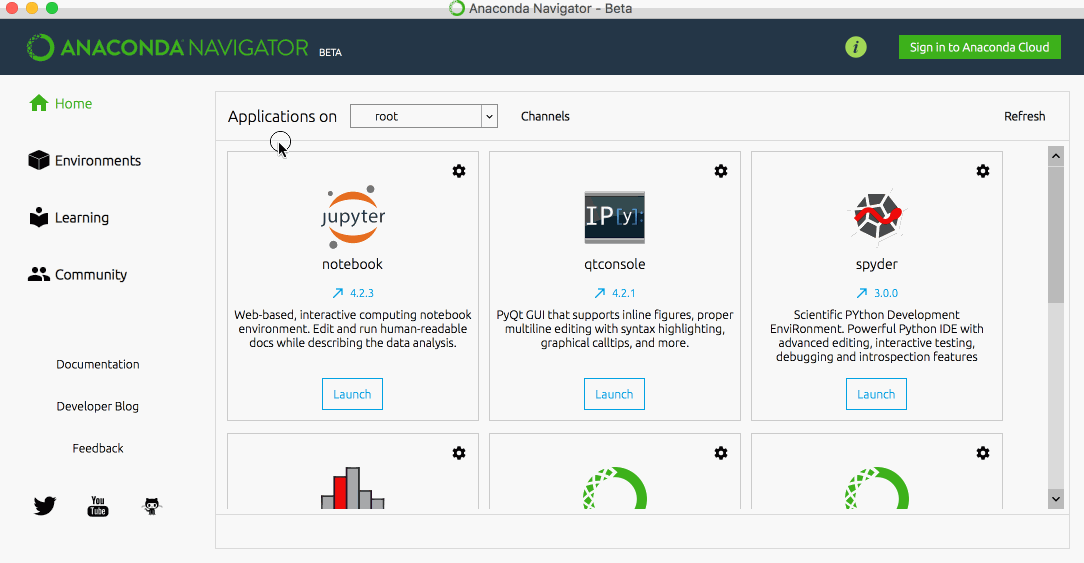 Anaconda Navigator - Beta
ANACONDA NAVIGATOR BETA
i
Sign in to Anaconda Cloud
Home
Environments
Learning
Community
Documentation
Developer Blog
Feedback
You
Tube
Applications on
root
Channels
Refresh
jupyter
notebook
4.2.3
Web-based, interactive computing notebook
environment. Edit and run human-readable
docs while describing the data analysis.
Launch
IP[y]:
qtconsole
4.2.1
PyQt GUI that supports inline figures, proper
multiline editing with syntax highlighting,
graphical calltips, and more.
Launch
spyder
3.0.0
Scientific PYthon Development
EnviRonment. Powerful Python IDE with
advanced editing, interactive testing,
debugging and introspection features
Launch